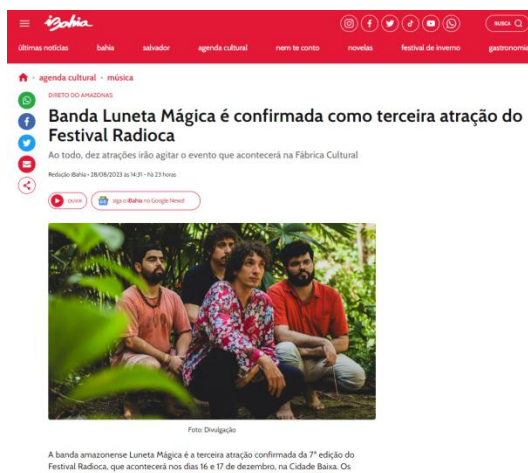 iBahia
BUSCA
últimas notícias bahia salvador agenda cultural nem te conto novelas festival de inverno gastronomia
agenda cultural - música
DIRETO DO AMAZONAS
Banda Luneta Mágica é confirmada como terceira atração do
Festival Radioca
Ao todo, dez atrações irão agitar o evento que acontecerá na Fábrica Cultural
Redação iBahia • 28/08/2023 às 14:31 - há 23 horas
OUVIR
siga o iBahia no Google News!
Foto: Divulgação
A banda amazonense Luneta Mágica é a terceira atração confirmada da 7ª edição do
Festival Radioca, que acontecerá nos dias 16 e 17 de dezembro, na Cidade Baixa. Os